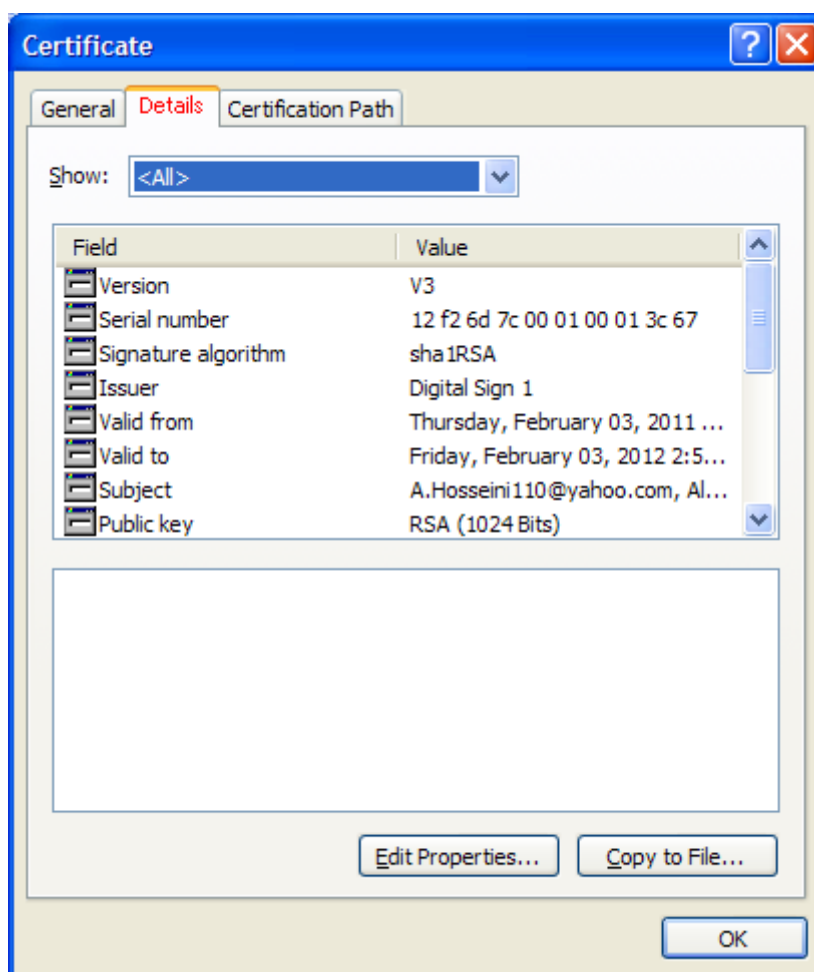 Certificate
General Details Certification Path
Show: <All>
Field Value
Version V3
Serial number 12 f2 6d 7c 00 01 00 01 3c 67
Signature algorithm sha1RSA
Issuer Digital Sign 1
Valid from Thursday, February 03, 2011 ...
Valid to Friday, February 03, 2012 2:5...
Subject A.Hosseini110@yahoo.com, Al...
Public key RSA (1024 Bits)
Edit Properties... Copy to File...
OK